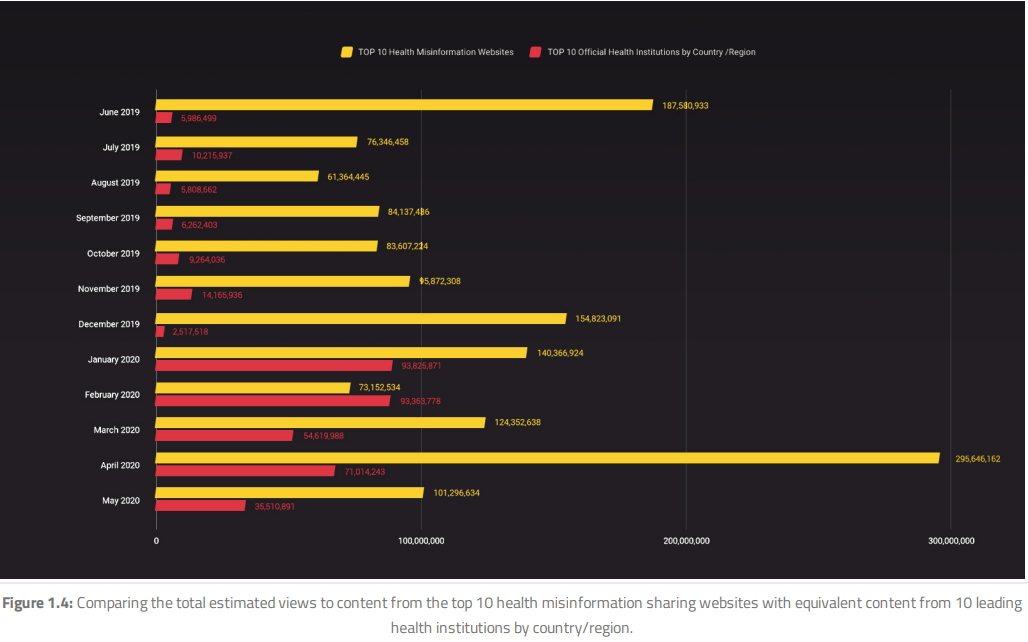 TOP 10 Health Misinformation Websites TOP 10 Official Health Institutions by Country /Region
June 2019 187,580,933
5,986,499
July 2019 76,346,458
10,215,937
August 2019 61,364,445
5,808,662
September 2019 84,137,486
6,262,403
October 2019 83,607,224
9,264,036
November 2019 95,872,308
14,165,936
December 2019 154,823,091
2,517,518
January 2020 140,366,924
93,825,871
February 2020 73,152,534
93,363,778
March 2020 124,352,638
54,619,988
April 2020 295,646,162
71,014,243
May 2020 101,296,634
35,510,891
0 100,000,000 200,000,000 300,000,000
Figure 1.4: Comparing the total estimated views to content from the top 10 health misinformation sharing websites with equivalent content from 10 leading
health institutions by country/region.